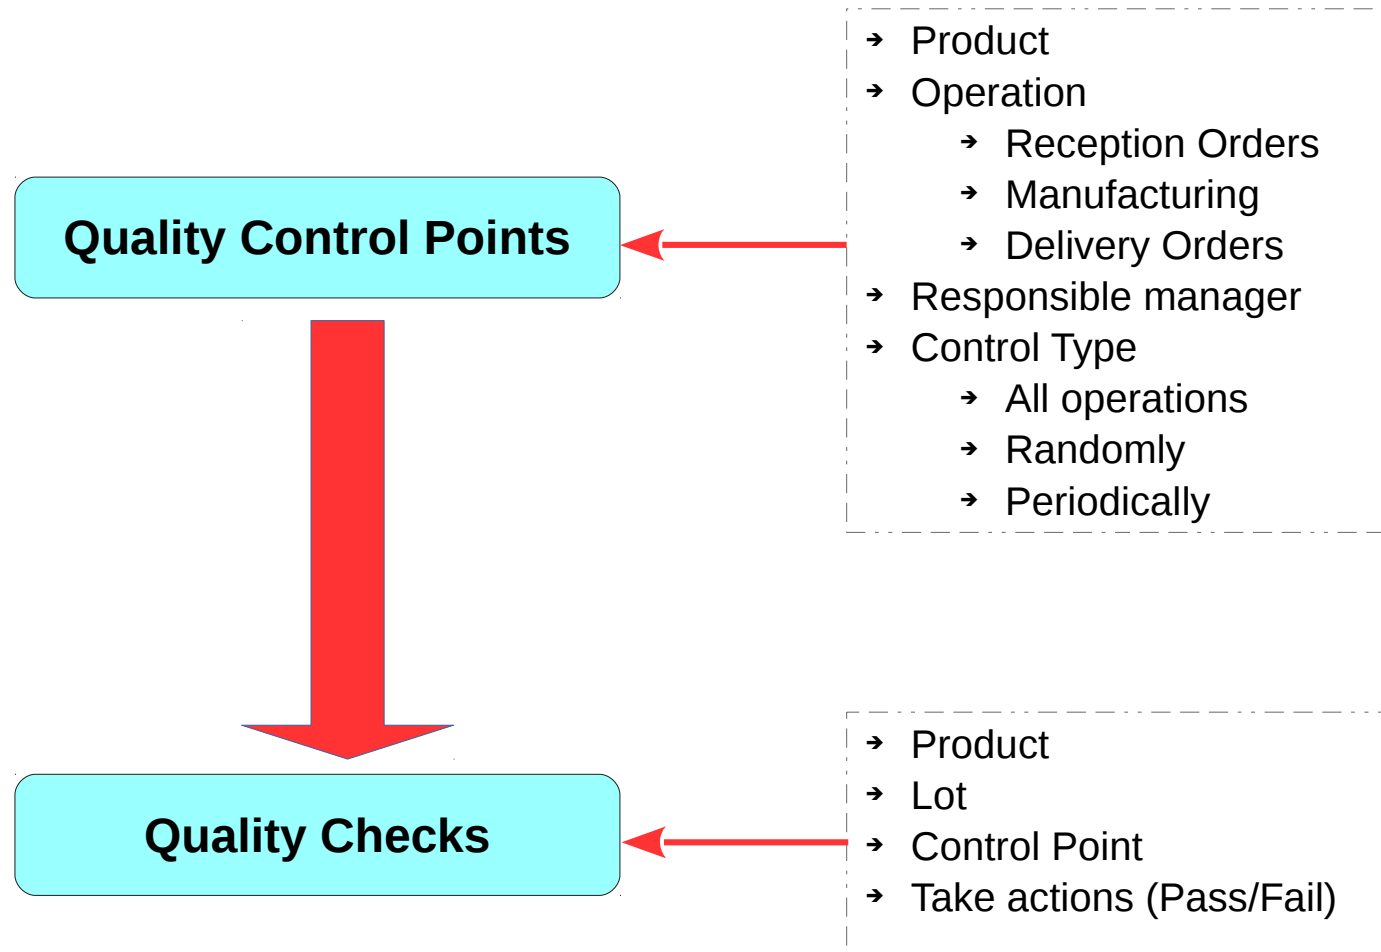 Product
Operation
Reception Orders
Manufacturing
Delivery Orders
Responsible manager
Control Type
All operations
Randomly
Periodically
Quality Control Points
Product
Lot
Control Point
Take actions (Pass/Fail)
Quality Checks